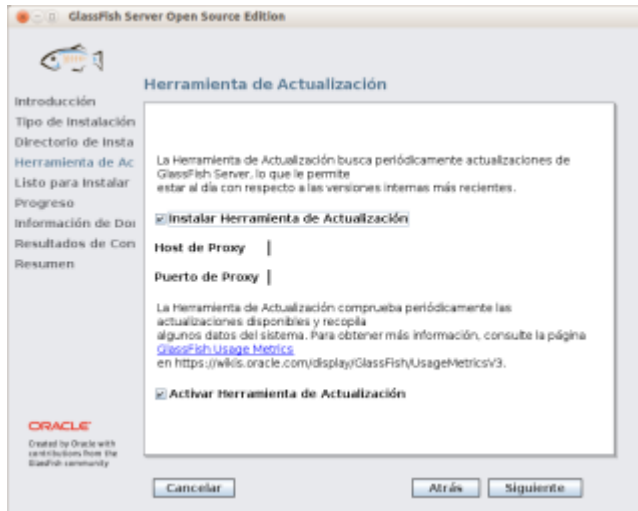 GlassFish Server Open Source Edition
Herramienta de Actualización
Introducción
Tipo de Instalación
Directorio de Insta
Herramienta de Ac
Listo para Instalar
Progreso
Información de Dor
Resultados de Con
Resumen
La Herramienta de Actualización busca periódicamente actualizaciones de
GlassFish Server, lo que le permite
estar al día con respecto a las versiones internas más recientes.
Instalar Herramienta de Actualización
Host de Proxy
Puerto de Proxy
La Herramienta de Actualización comprueba periódicamente las
actualizaciones disponibles y recopila
algunos datos del sistema. Para obtener más información, consulte la página
GlassFish Usage Metrics
en https://wikis.oracle.com/display/GlassFish/UsageMetricsV3.
Activar Herramienta de Actualización
ORACLE
Created by Oracle with
contributions from the
GlassFish community
Cancelar
Atrás
Siguiente